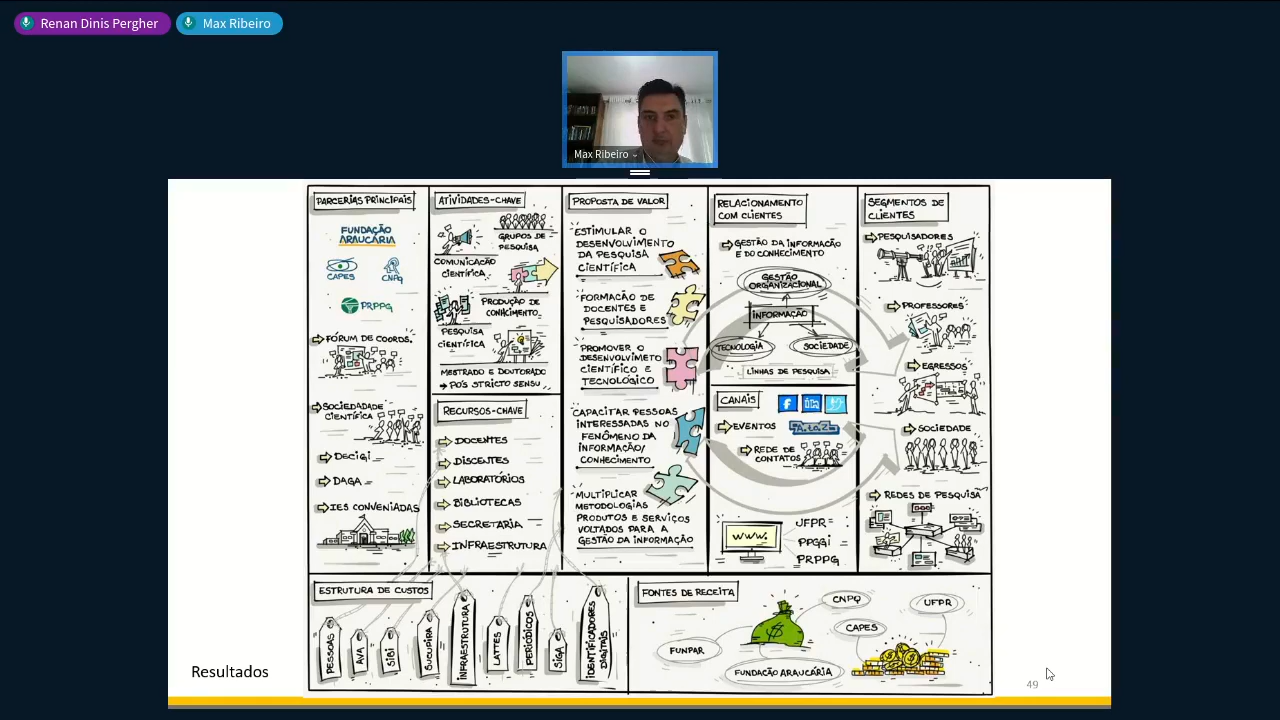 Renan Dinis Pergher
Max Ribeiro
Max Ribeiro
PARCERIAS PRINCIPAIS
FUNDAÇÃO
ARAUCÁRIA
CAPES
CNPq
PRPPG
FÓRUM DE COORDS.
SOCIEDADADE
CIENTÍFICA
DECIGI
DAGA
IES CONVENIADAS
ATIVIDADES-CHAVE
GRUPOS DE
PESQUISA
COMUNICAÇÃO
CIENTÍFICA
PRODUÇÃO DE
CONHECIMENTO
PESQUISA
CIENTÍFICA
MESTRADO E DOUTORADO
PÓS STRICTO SENSU
RECURSOS-CHAVE
DOCENTES
DISCENTES
LABORATÓRIOS
BIBLIOTECAS
SECRETARIA
INFRAESTRUTURA
PROPOSTA DE VALOR
ESTIMULAR O
DESENVOLVIMENTO
DA PESQUISA
CIENTÍFICA
FORMAÇÃO DE
DOCENTES E
PESQUISADORES
PROMOVER O
DESENVOLVIMETO
CIENTÍFICO E
TECNOLÓGICO
CAPACITAR PESSOAS
INTERESSADAS NO
FENÔMENO DA
INFORMAÇÃO/
CONHECIMENTO
MULTIPLICAR
METODOLOGIAS
PRODUTOS E SERVIÇOS
VOLTADOS PARA A
GESTÃO DA INFORMAÇÃO
RELACIONAMENTO
COM CLIENTES
GESTÃO DA INFORMAÇÃO
E DO CONHECIMENTO
GESTÃO
ORGANIZACIONAL
INFORMAÇÃO
TECNOLOGIA
SOCIEDADE
LINHAS DE PESQUISA
CANAIS
f
in
EVENTOS
A.to.Z
REDE DE
CONTATOS
www.
UFPR
PPGGi
PRPPG
SEGMENTOS DE
CLIENTES
PESQUISADORES
PROFESSORES
EGRESSOS
SOCIEDADE
REDES DE PESQUISA
ESTRUTURA DE CUSTOS
PESSOAS
AVA
SIBI
SUCUPIRA
INFRAESTRUTURA
LATTES
PERIÓDICOS
SIGA
IDENTIFICADORES
DIGITAIS
FONTES DE RECEITA
CNPQ
UFPR
CAPES
FUNPAR
FUNDAÇÃO ARAUCÁRIA
$
Resultados
49